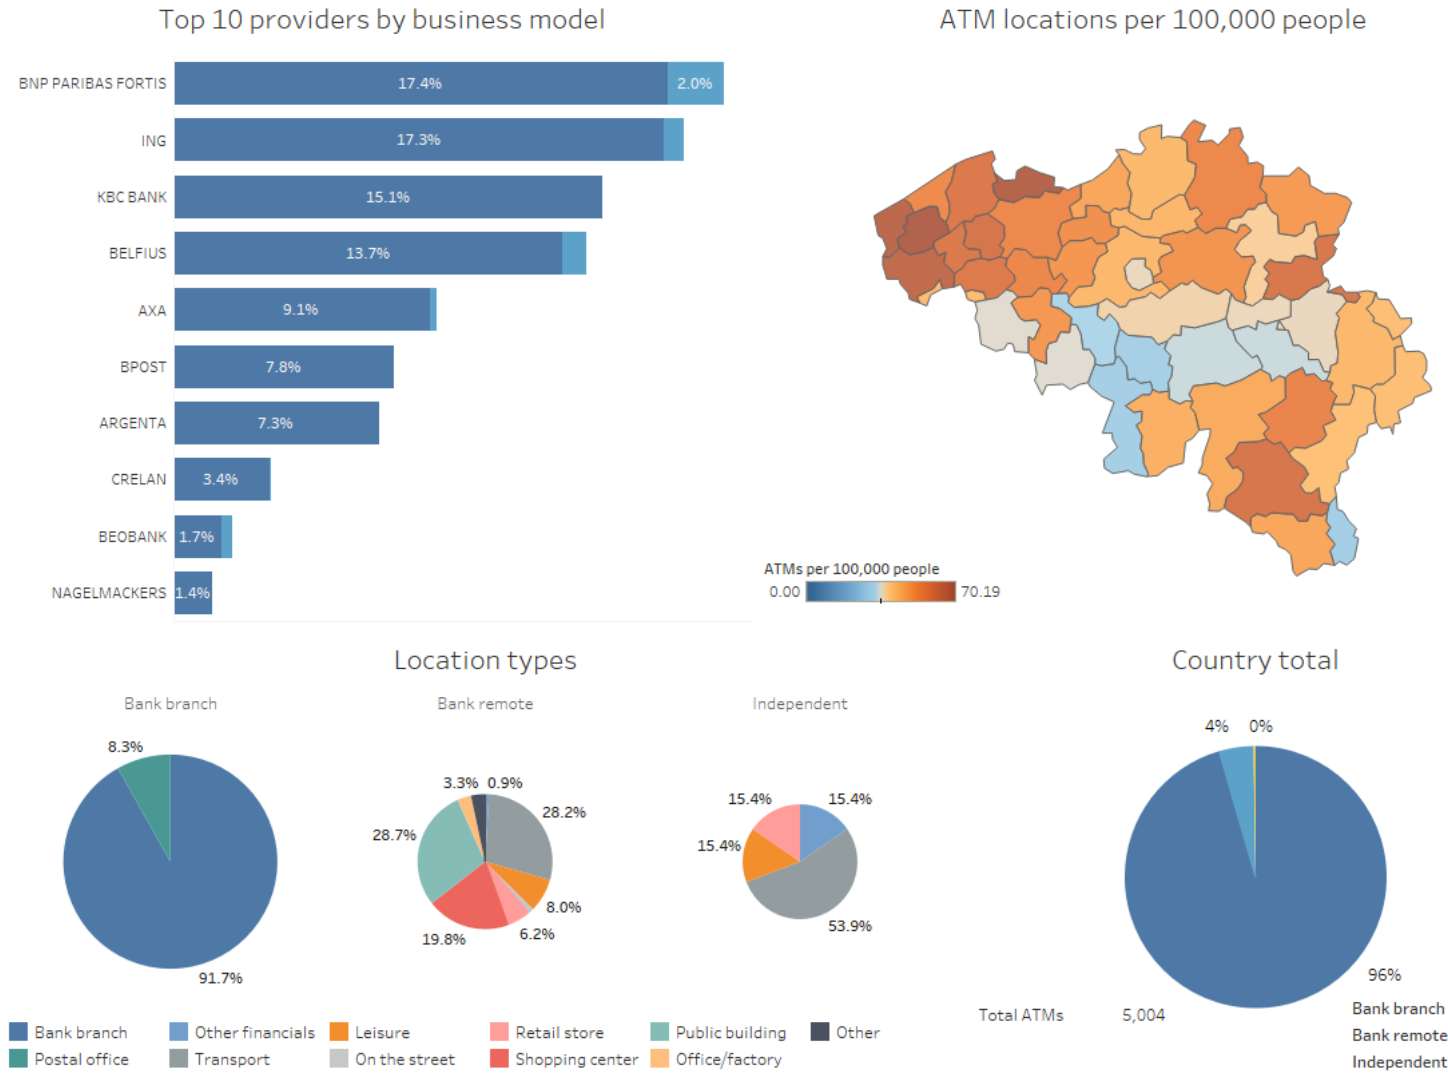 Top 10 providers by business model
BNP PARIBAS FORTIS 17.4% 2.0%
ING 17.3%
KBC BANK 15.1%
BELFIUS 13.7%
AXA 9.1%
BPOST 7.8%
ARGENTA 7.3%
CRELAN 3.4%
BEOBANK 1.7%
NAGELMACKERS 1.4%
ATM locations per 100,000 people
ATMs per 100,000 people
0.00 70.19
Location types
Bank branch
8.3%
91.7%
Bank remote
3.3% 0.9%
28.2%
28.7%
8.0%
6.2%
19.8%
Independent
15.4% 15.4%
15.4%
53.9%
Bank branch Other financials Leisure Retail store Public building Other
Postal office Transport On the street Shopping center Office/factory
Country total
4% 0%
96%
Total ATMs 5,004
Bank branch
Bank remote
Independent